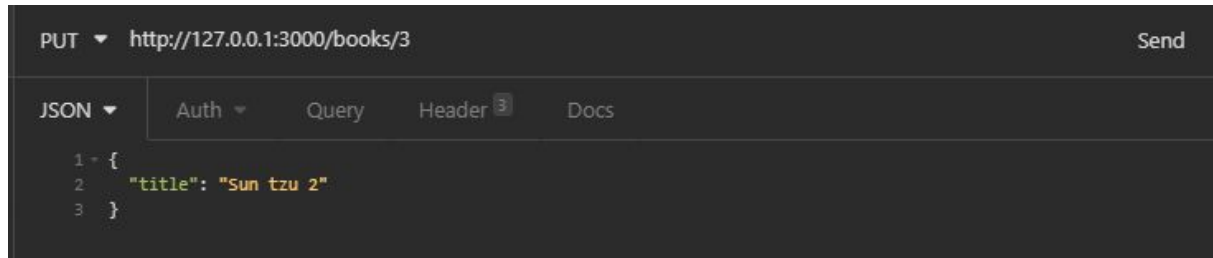 PUT http://127.0.0.1:3000/books/3 Send
JSON Auth Query Header 3 Docs
1 {
2 "title": "Sun tzu 2"
3 }